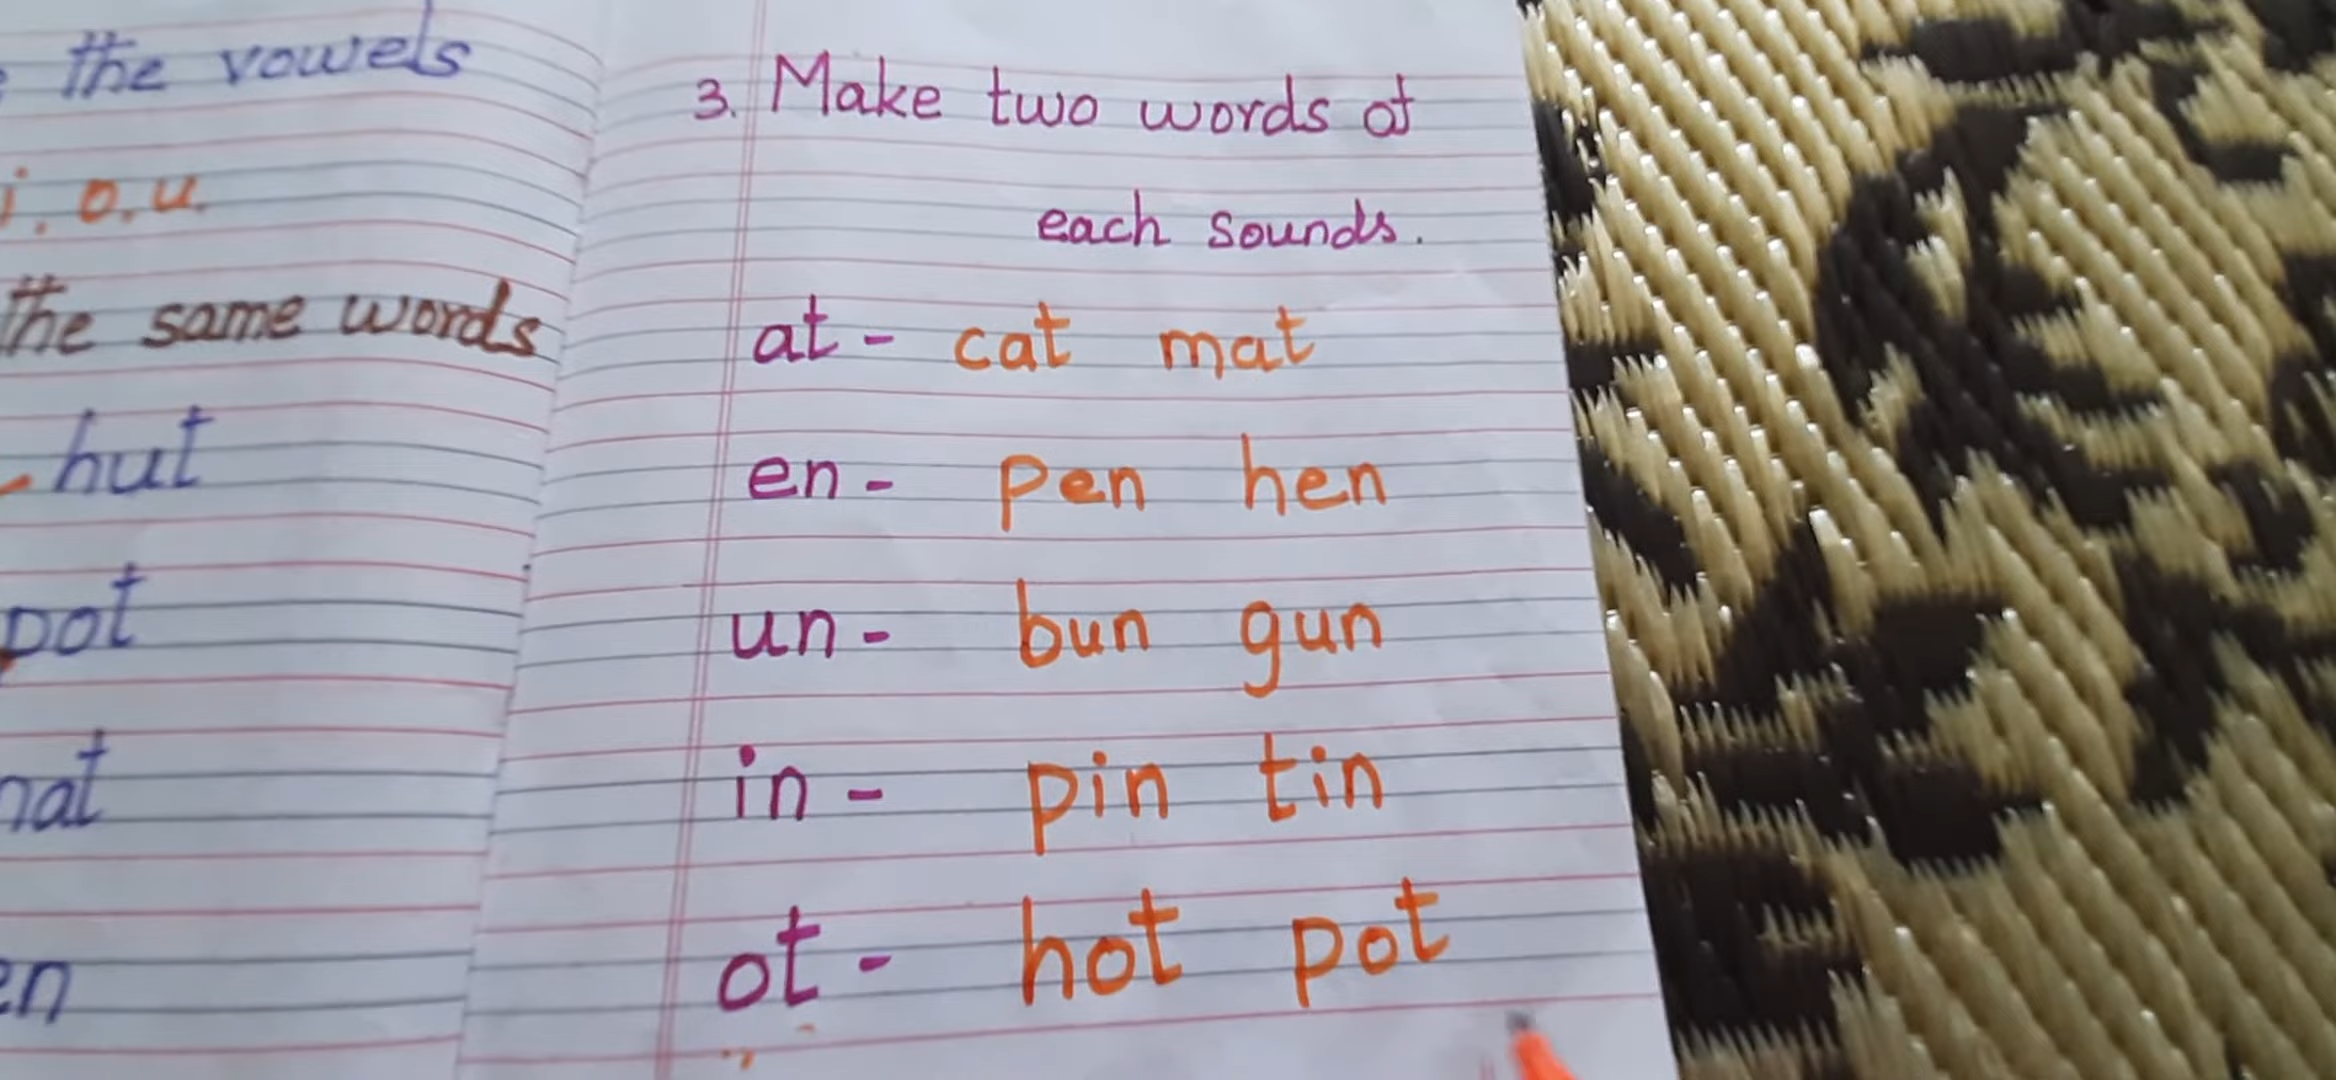 the vowels
i. o. u.
the same words
hut
pot
en
3. Make two words of
each sounds.
at - cat mat
en - pen hen
un - bun gun
in - pin tin
ot - hot pot